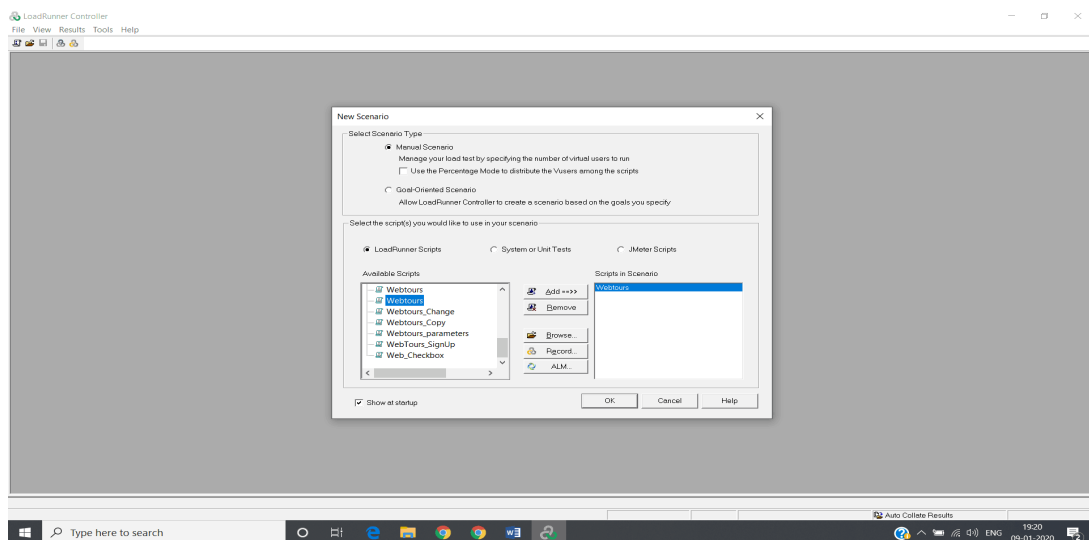 LoadRunner Controller
File View Results Tools Help
New Scenario
Select Scenario Type
Manual Scenario
Manage your load test by specifying the number of virtual users to run
Use the Percentage Mode to distribute the Vusers among the scripts
Goal-Oriented Scenario
Allow LoadRunner Controller to create a scenario based on the goals you specify
Select the script(s) you would like to use in your scenario
LoadRunner Scripts System or Unit Tests JMeter Scripts
Available Scripts
Scripts in Scenario
Webtours
Webtours
Webtours_Change
Webtours_Copy
Webtours_parameters
WebTours_SignUp
Web_Checkbox
Add ==>>
Remove
Browse...
Record...
ALM...
Webtours
Show at startup
OK Cancel Help
Auto Collate Results
Type here to search
ENG
19:20
09-01-2020